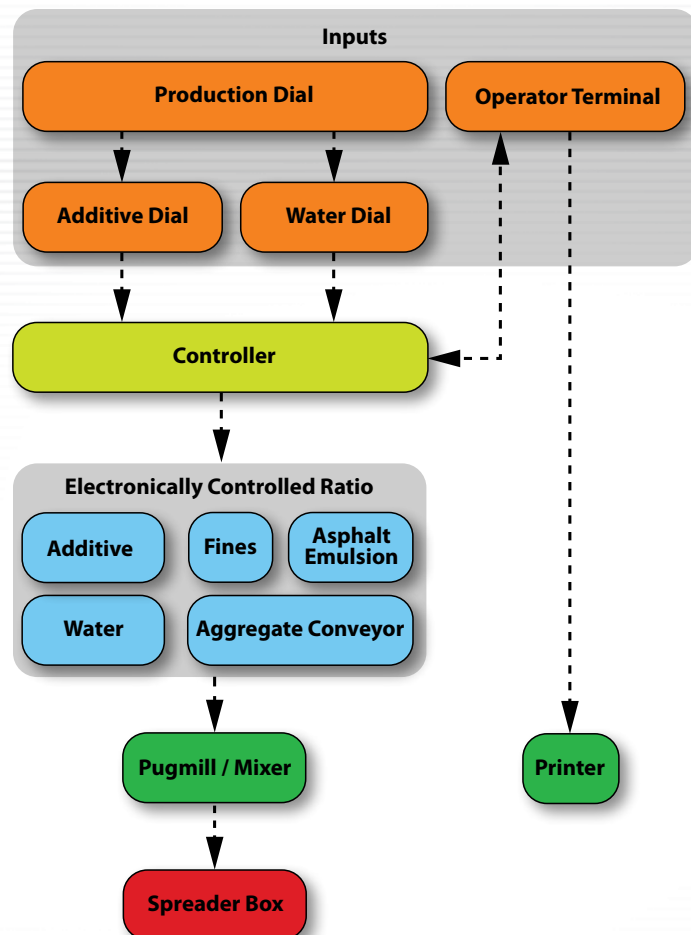 Inputs
Production Dial
Operator Terminal
Additive Dial
Water Dial
Controller
Electronically Controlled Ratio
Additive
Fines
Asphalt
Emulsion
Water
Aggregate Conveyor
Pugmill / Mixer
Printer
Spreader Box